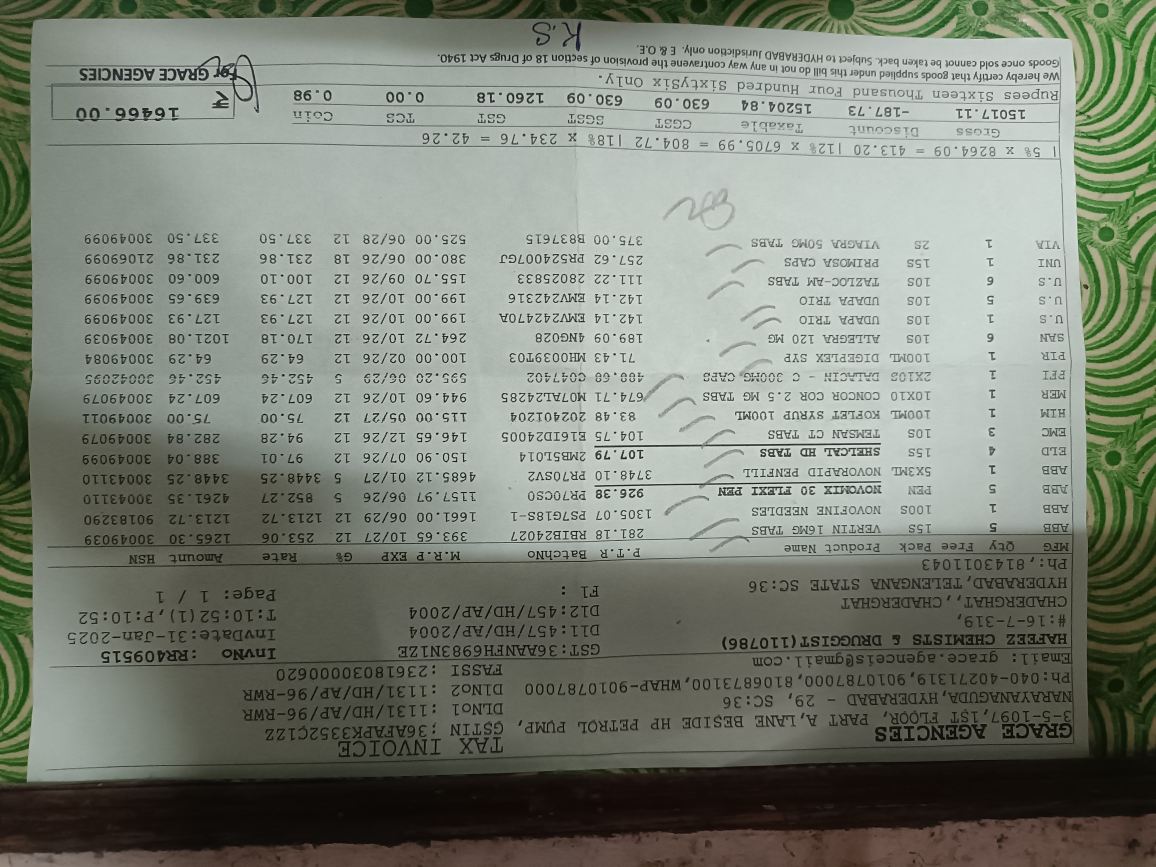 GRACE AGENCIES
TAX INVOICE
3-5-1097, 1ST FLOOR, PART A, LANE BESIDE HP PETROL PUMP, GSTIN :36AFAPK3352C1ZZ
NARAYANAGUDA, HYDERABAD - 29, SC:36 DLNo1 :1131/HD/AP/96-RWR
Ph:040-40271319,9010787000,8106873100,WHAP-9010787000 DLNO2 :1131/HD/AP/96-RWR
Email: grace.agenceis@gmail.com FASSI :23618030000620
HAFEEZ CHEMISTS & DRUGGIST(110786) GST:36AANFH6983N1ZE InvNo :RR409515
#:16-7-319, D11:457/HD/AP/2004 InvDate:31-Jan-2025
CHADERGHAT,,CHADERGHAT D12:457/HD/AP/2004 T:10:52(1),P:10:52
HYDERABAD,TELENGANA STATE SC:36 Fl : Page: 1 / 1
Ph:,8143011043
MFG Qty Free Pack Product Name P.T.R BatchNo M.R.P EXP G% Rate Amount HSN
ABB 5 15S VERTIN 16MG TABS 281.18 RBIB24027 393.65 10/27 12 253.06 1265.30 30049039
ABB 1 100S NOVOFINE NEEDLES 1305.07 PS7G18S-1 1661.00 06/29 12 1213.72 1213.72 90183290
ABB 5 PEN NOVOMIX 30 FLEXI PEN 926.38 PR70CS0 1157.97 06/26 5 852.27 4261.35 30043110
ABB 1 5X3ML NOVORAPID PENFILL 3748.10 PR70SV2 4685.12 01/27 5 3448.25 3448.25 30043110
ELD 4 15S SHELCAL HD TABS 107.79 2MB5L014 150.90 07/26 12 97.01 388.04 30049099
EMC 3 10S TEMSAN CT TABS 104.75 E16ID24005 146.65 12/26 12 94.28 282.84 30049079
HIM 1 100ML KOFLET SYRUP 100ML 83.48 202401204 115.00 05/27 12 75.00 75.00 30049011
MER 1 10X10 CONCOR COR 2.5 MG TABS 674.71 MO7ALZ4285 944.60 10/26 12 607.24 607.24 30049079
PFI 1 2X10S DALACIN - C 300MG CAPS 488.68 G047402 595.20 06/29 5 452.46 452.46 30042095
PIR 1 100ML DIGEFLEX SYP 71.43 MH0039T03 100.00 02/26 12 64.29 64.29 30049084
SAN 6 10S ALLEGRA 120 MG 189.09 4NG028 264.72 10/26 12 170.18 1021.08 30049039
U.S 1 10S UDAPA TRIO 142.14 EMV242470A 199.00 10/26 12 127.93 127.93 30049099
U.S 5 10S UDAPA TRIO 142.14 EMV242316 199.00 10/26 12 127.93 639.65 30049099
U.S 6 10S TAZLOC-AM TABS 111.22 28025833 155.70 09/26 12 100.10 600.60 30049099
UNI 1 15S PRIMOSA CAPS 257.62 PRS24007GJ 380.00 06/26 18 231.86 231.86 21069099
VIA 1 2S VIAGRA 50MG TABS 375.00 B837615 525.00 06/28 12 337.50 337.50 30049099
| 5% x 8264.09 = 413.20 |12% x 6705.99 = 804.72 |18% x 234.76 = 42.26
Gross Discount Taxable CGST SGST GST TCS Coin
15017.11 -187.73 15204.84 630.09 630.09 1260.18 0.00 0.98 ₹ 16466.00
Rupees Sixteen Thousand Four Hundred SixtySix Only.
We hereby certify that goods supplied under this bill do not in any way contravene the provision of section 18 of Drugs Act 1940.
For GRACE AGENCIES
Goods once sold cannot be taken back. Subject to HYDERABAD Jurisdiction only. E & O.E.
K.S